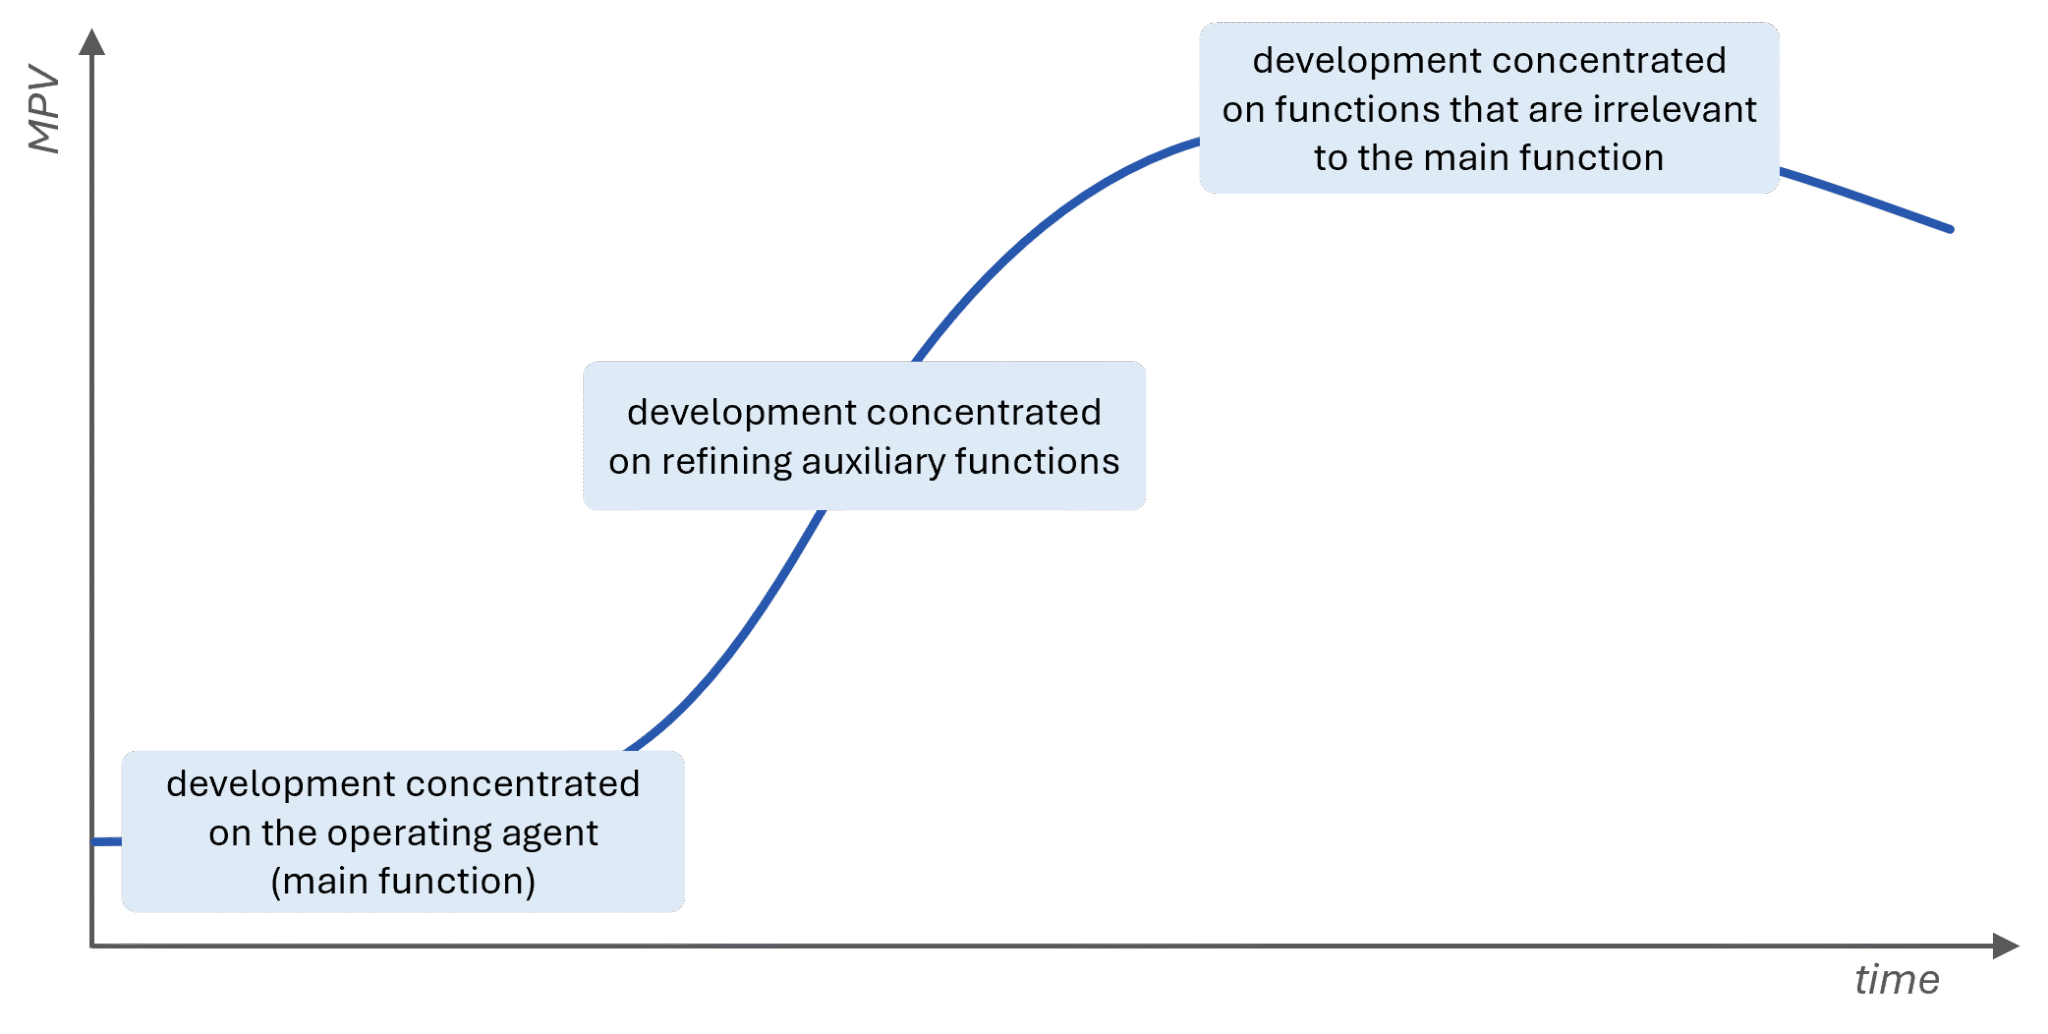 MPV
development concentrated
on functions that are irrelevant
to the main function
development concentrated
on refining auxiliary functions
development concentrated
on the operating agent
(main function)
time